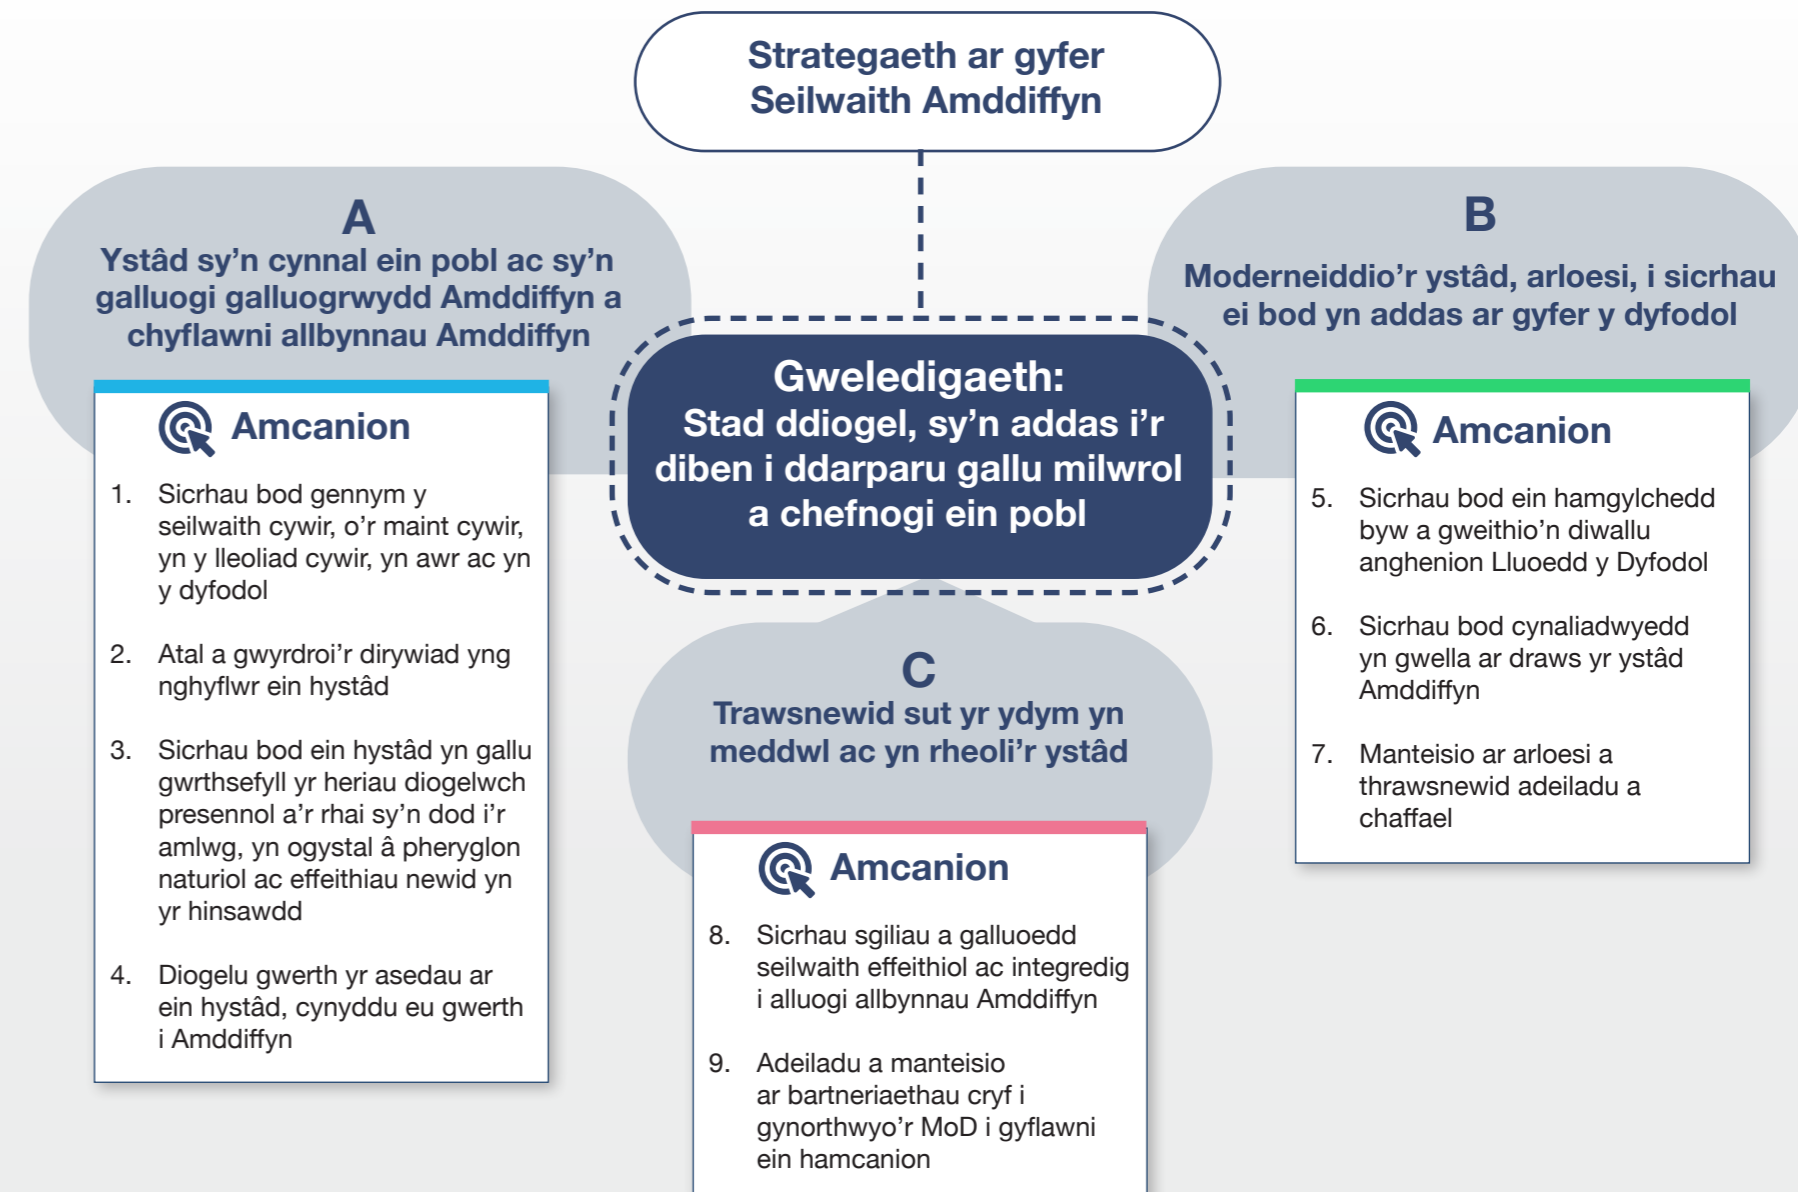 Strategaeth ar gyfer
Seilwaith Amddiffyn
A
Ystâd sy’n cynnal ein pobl ac sy’n
galluogi galluogrwydd Amddiffyn a
chyflawni allbynnau Amddiffyn
Amcanion
1. Sicrhau bod gennym y
seilwaith cywir, o’r maint cywir,
yn y lleoliad cywir, yn awr ac yn
y dyfodol
2. Atal a gwyrdroi’r dirywiad yng
nghyflwr ein hystâd
3. Sicrhau bod ein hystâd yn gallu
gwrthsefyll yr heriau diogelwch
presennol a’r rhai sy’n dod i’r
amlwg, yn ogystal â pheryglon
naturiol ac effeithiau newid yn
yr hinsawdd
4. Diogelu gwerth yr asedau ar
ein hystâd, cynyddu eu gwerth
i Amddiffyn
Gweledigaeth:
Stad ddiogel, sy’n addas i’r
diben i ddarparu gallu milwrol
a chefnogi ein pobl
B
Moderneiddio’r ystâd, arloesi, i sicrhau
ei bod yn addas ar gyfer y dyfodol
Amcanion
5. Sicrhau bod ein hamgylchedd
byw a gweithio’n diwallu
anghenion Lluoedd y Dyfodol
6. Sicrhau bod cynaliadwyedd
yn gwella ar draws yr ystâd
Amddiffyn
7. Manteisio ar arloesi a
thrawsnewid adeiladu a
chaffael
C
Trawsnewid sut yr ydym yn
meddwl ac yn rheoli’r ystâd
Amcanion
8. Sicrhau sgiliau a galluoedd
seilwaith effeithiol ac integredig
i alluogi allbynnau Amddiffyn
9. Adeiladu a manteisio
ar bartneriaethau cryf i
gynorthwyo’r MoD i gyflawni
ein hamcanion